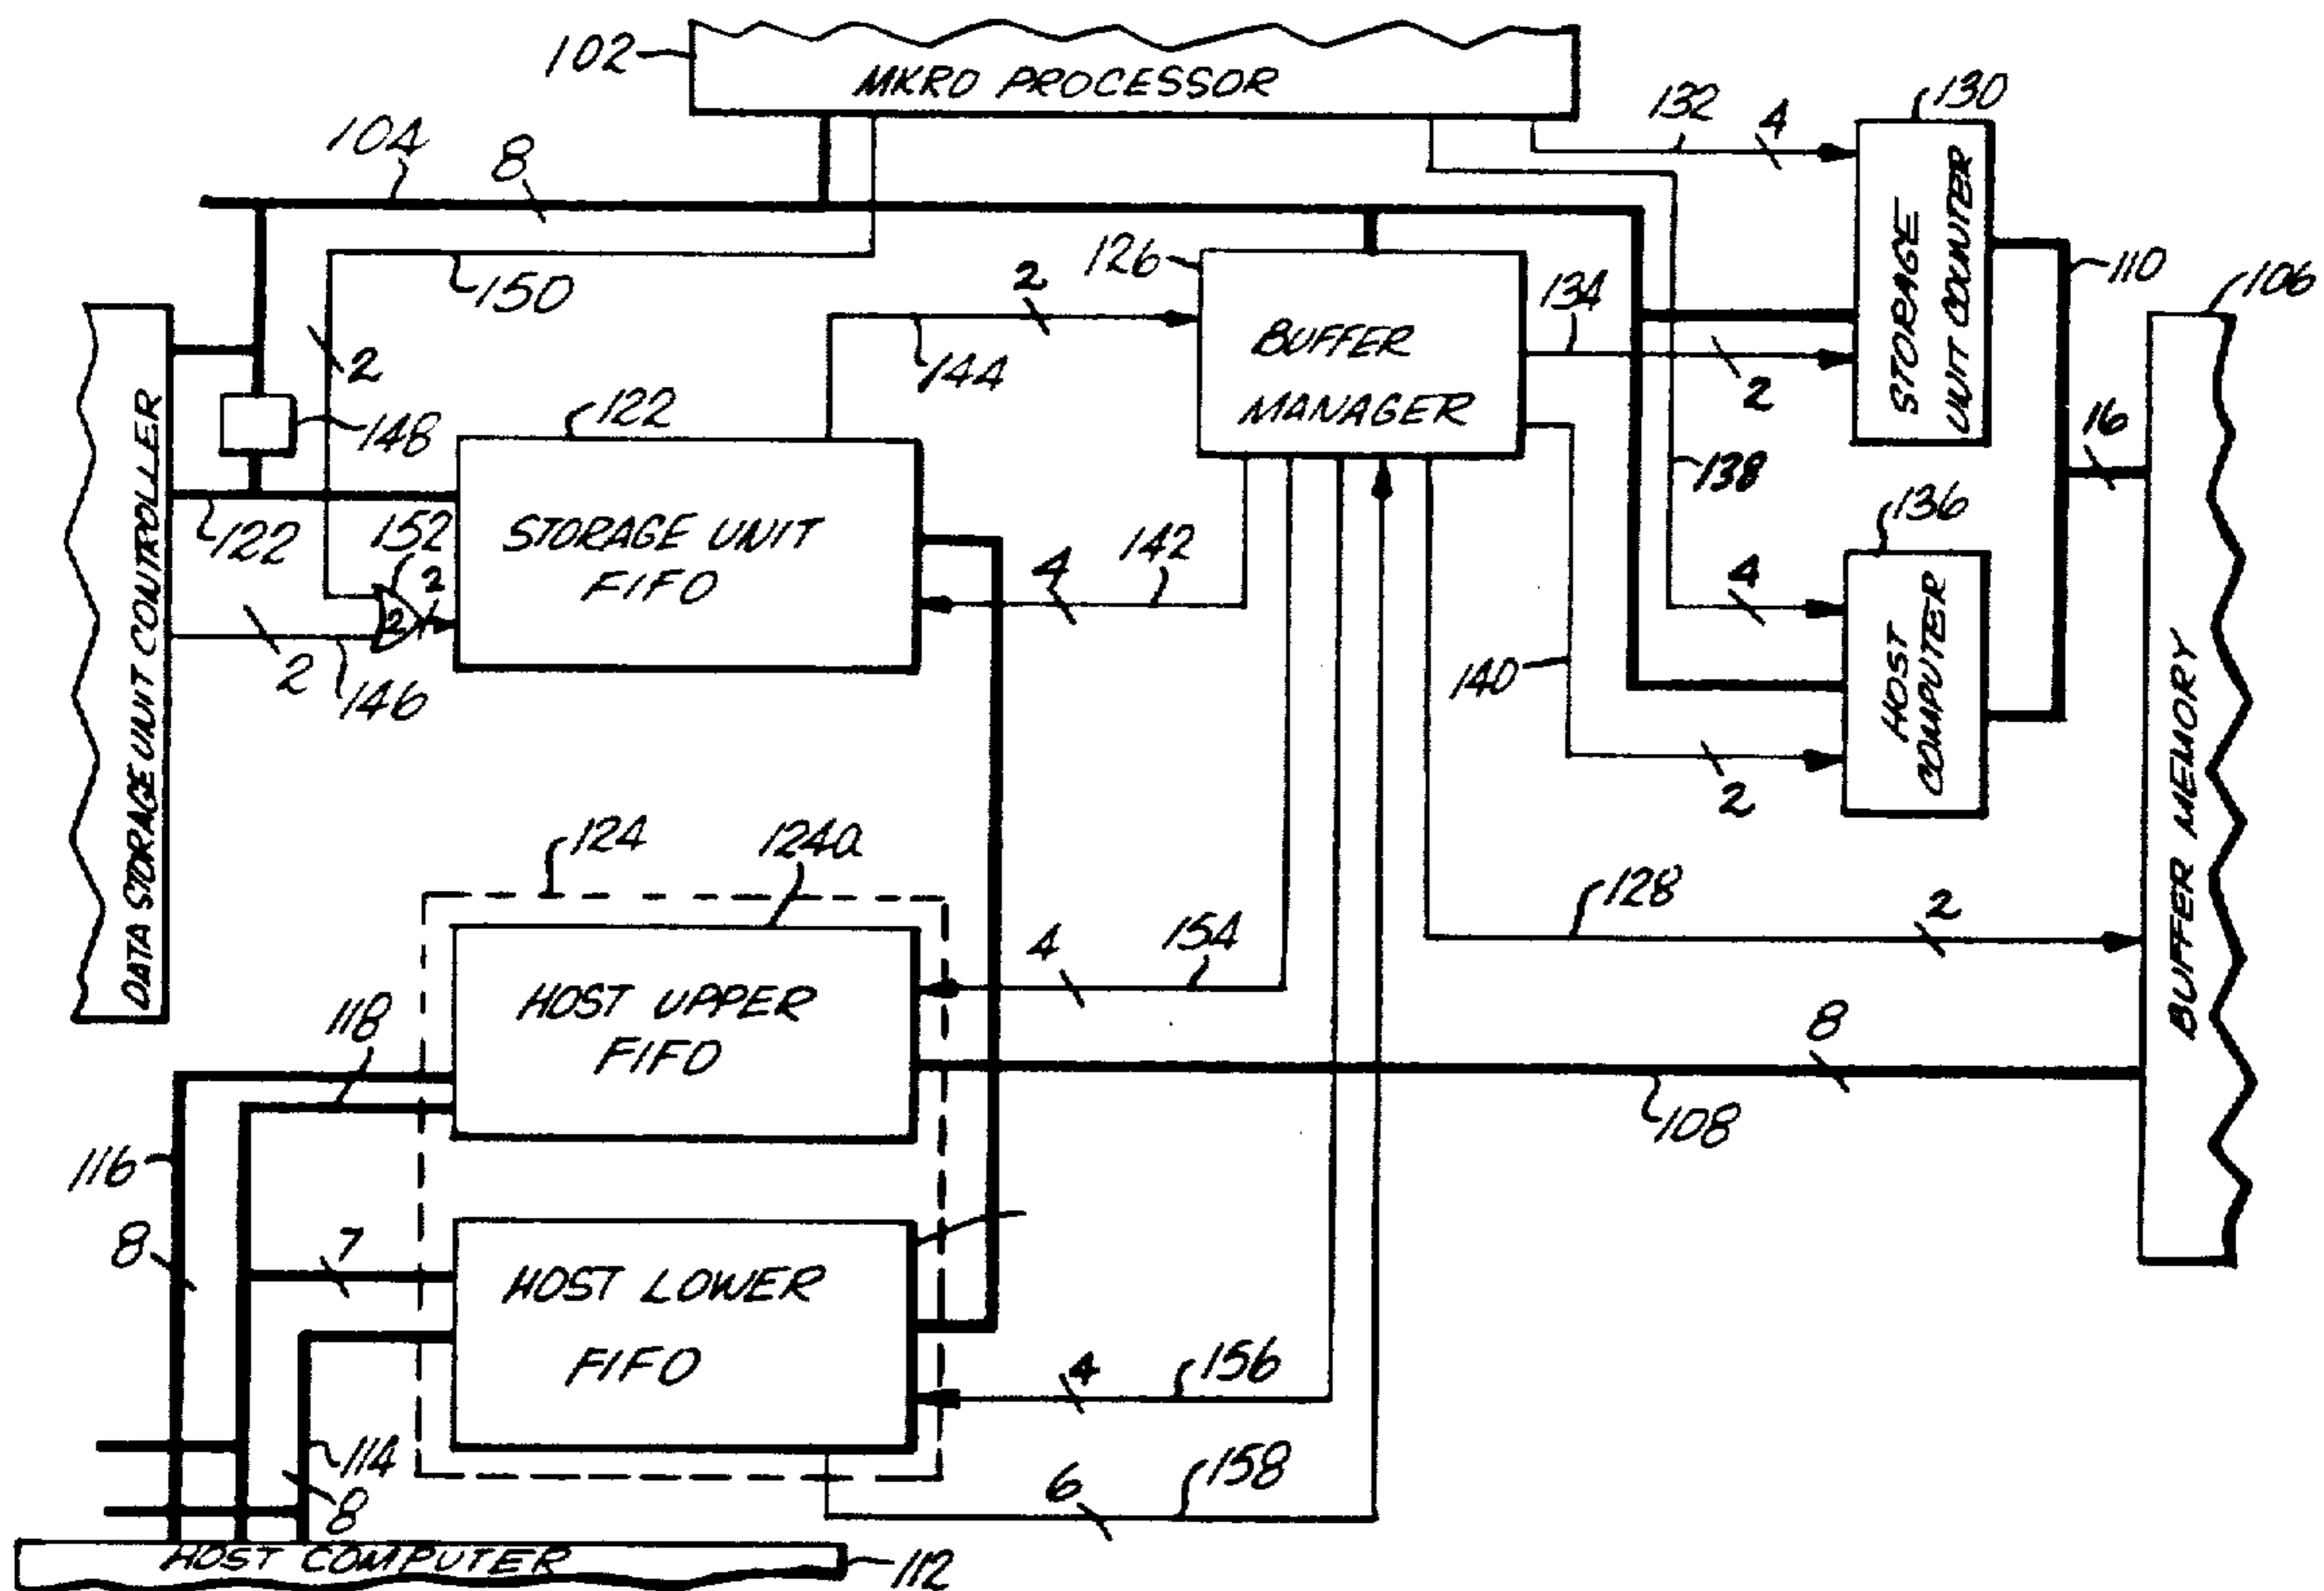 102
MKRO PROCESSOR
132
4
130
104
8
150
2
126
2
144
134
2
STORAGE
UNIT COUNTER
110
106
BUFFER
MANAGER
140
138
16
2
148
122
122
152
2
2
2
146
STORAGE UNIT
FIFO
4
142
136
4
HOST
COMPUTER
2
DATA STORAGE UNIT CONTROLLER
BUFFER MEMORY
124
124a
4
154
128
2
HOST UPPER
FIFO
118
116
8
108
8
7
HOST LOWER
FIFO
4
156
114
8
6
158
HOST COMPUTER
112